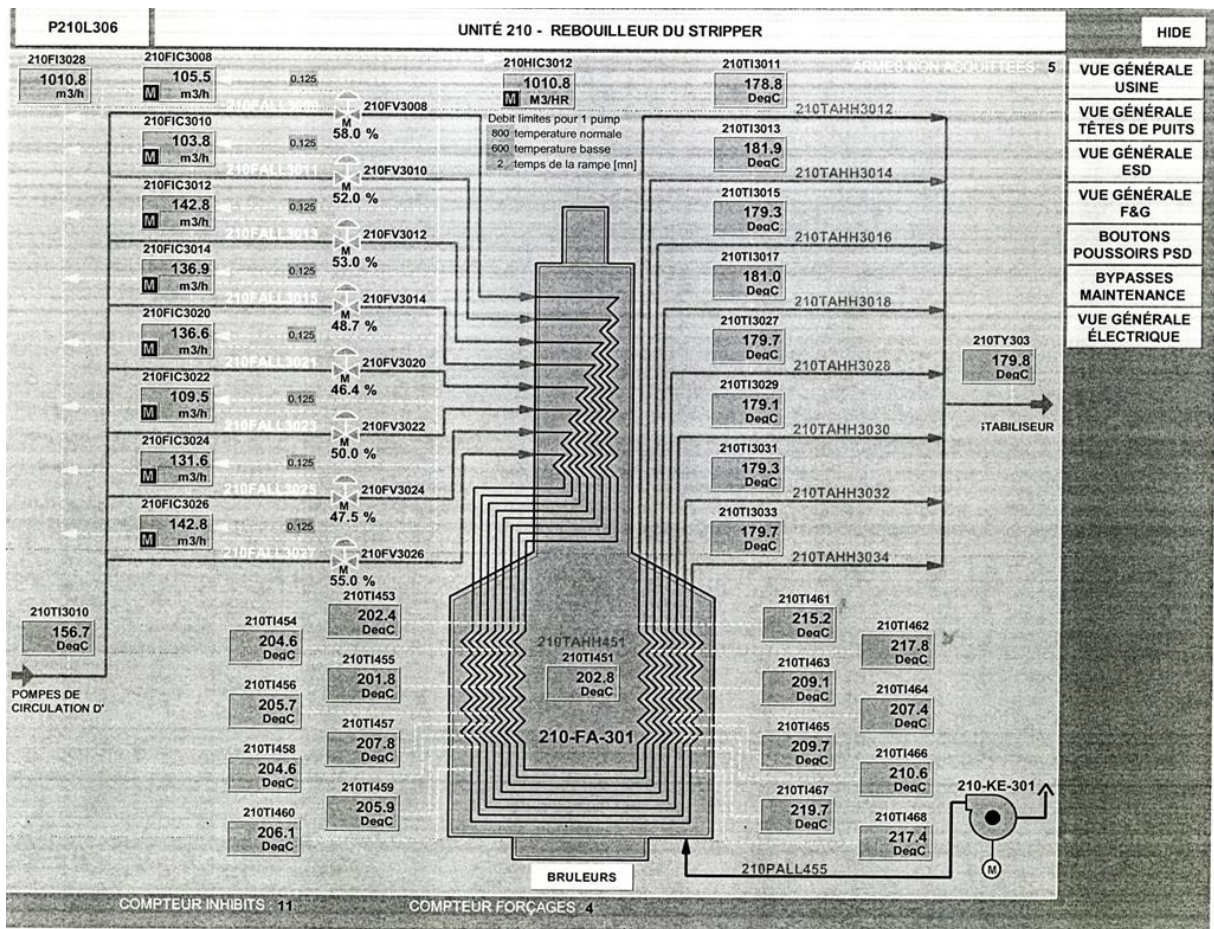 P210L306
UNITÉ 210 - REBOUILLEUR DU STRIPPER
HIDE
210FI3028
1010.8
m3/h
210FIC3008
105.5
M m3/h
0.125
210FV3008
M
58.0 %
210FIC3010
103.8
M m3/h
0.125
210FALL3011
210FV3010
M
52.0 %
210FIC3012
142.8
M m3/h
0.125
210FALL3013
210FV3012
M
53.0 %
210FIC3014
136.9
M m3/h
0.125
210FALL3015
210FV3014
M
48.7 %
210FIC3020
136.6
M m3/h
0.125
210FALL3021
210FV3020
M
46.4 %
210FIC3022
109.5
M m3/h
0.125
210FALL3023
210FV3022
M
50.0 %
210FIC3024
131.6
M m3/h
0.125
210FALL3025
210FV3024
M
47.5 %
210FIC3026
142.8
M m3/h
0.125
210FALL3027
210FV3026
M
55.0 %
210HIC3012
1010.8
M M3/HR
Debit limites pour 1 pump
800 temperature normale
600 temperature basse
2 temps de la rampe [mn]
210TI3011
178.8
DegC
210TAHH3012
210TI3013
181.9
DegC
210TAHH3014
210TI3015
179.3
DegC
210TAHH3016
210TI3017
181.0
DegC
210TAHH3018
210TI3027
179.7
DegC
210TAHH3028
210TI3029
179.1
DegC
210TAHH3030
210TI3031
179.3
DegC
210TAHH3032
210TI3033
179.7
DegC
210TAHH3034
NON ACQUITTEES: 5
210TY303
179.8
DegC
TABILISEUR
VUE GÉNÉRALE
USINE
VUE GÉNÉRALE
TÊTES DE PUITS
VUE GÉNÉRALE
ESD
VUE GÉNÉRALE
F&G
BOUTONS
POUSSOIRS PSD
BYPASSES
MAINTENANCE
VUE GÉNÉRALE
ÉLECTRIQUE
210TI3010
156.7
DegC
POMPES DE
CIRCULATION D'
210TI453
202.4
DegC
210TI454
204.6
DegC
210TI455
201.8
DegC
210TI456
205.7
DegC
210TI457
207.8
DegC
210TI458
204.6
DegC
210TI459
205.9
DegC
210TI460
206.1
DegC
210TAHH451
210TI451
202.8
DegC
210-FA-301
210TI461
215.2
DegC
210TI462
217.8
DegC
210TI463
209.1
DegC
210TI464
207.4
DegC
210TI465
209.7
DegC
210TI466
210.6
DegC
210TI467
219.7
DegC
210TI468
217.4
DegC
210-KE-301
M
210PALL455
BRULEURS
COMPTEUR INHIBITS : 11
COMPTEUR FORÇAGES : 4